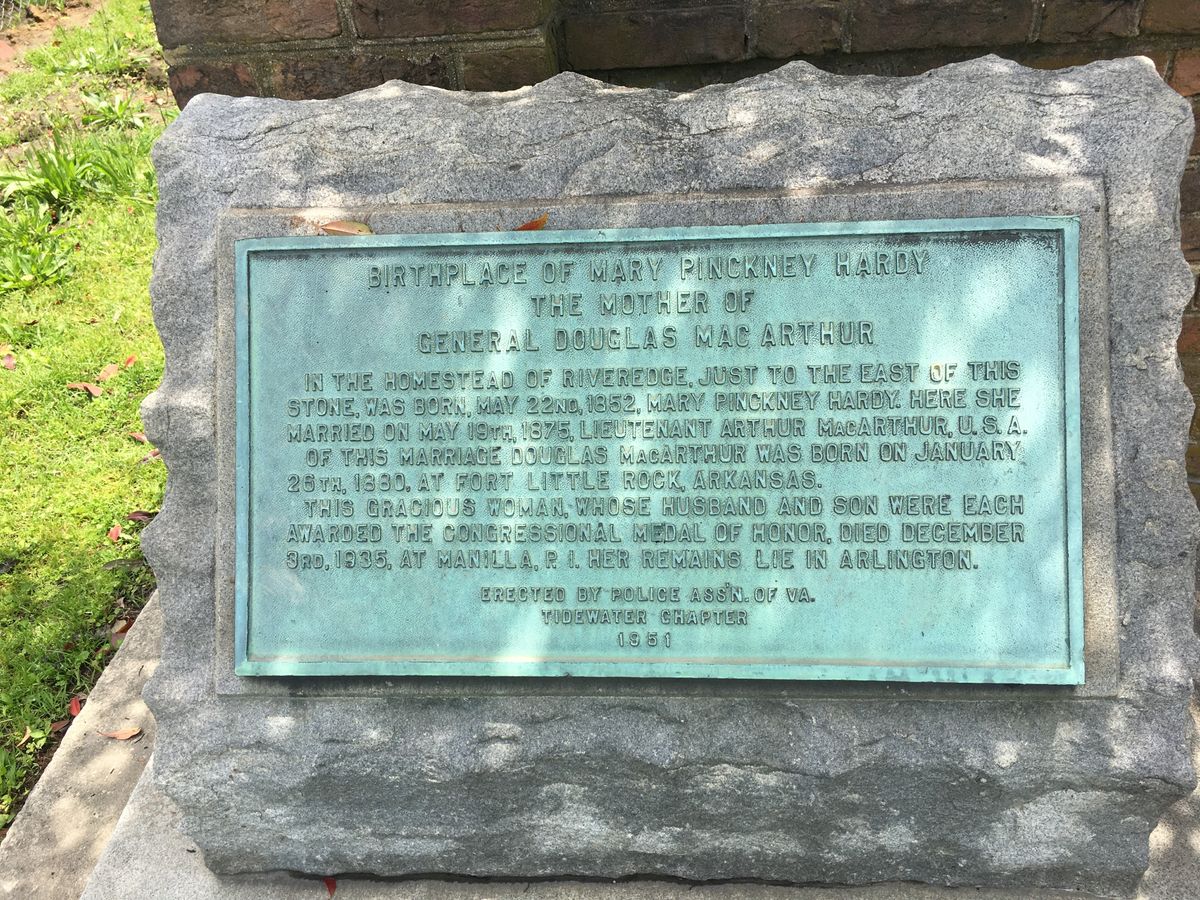 BIRTHPLACE OF MARY PINCKNEY HARDY
THE MOTHER OF
GENERAL DOUGLAS MAC ARTHUR
IN THE HOMESTEAD OF RIVEREDGE, JUST TO THE EAST OF THIS
STONE, WAS BORN, MAY 22ND, 1852, MARY PINCKNEY HARDY. HERE SHE
MARRIED ON MAY 19TH, 1875, LIEUTENANT ARTHUR MACARTHUR, U.S.A.
OF THIS MARRIAGE DOUGLAS MACARTHUR WAS BORN ON JANUARY
26TH, 1880, AT FORT LITTLE ROCK, ARKANSAS.
THIS GRACIOUS WOMAN, WHOSE HUSBAND AND SON WERE EACH
AWARDED THE CONGRESSIONAL MEDAL OF HONOR, DIED DECEMBER
3RD, 1935, AT MANILLA, P. I. HER REMAINS LIE IN ARLINGTON.
ERECTED BY POLICE ASS'N. OF VA.
TIDEWATER CHAPTER
1951